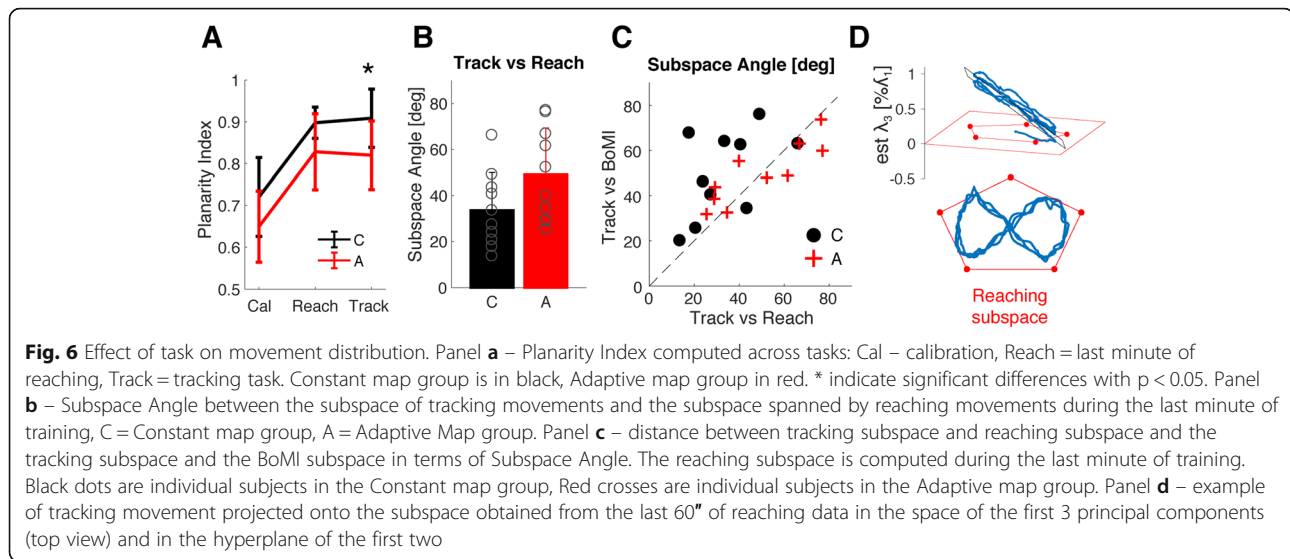 A
B
C
D
*
Track vs Reach
Subspace Angle [deg]
1
0.9
0.8
0.7
0.6
0.5
Planarity Index
C
A
Cal
Reach
Track
80
60
40
20
0
Subspace Angle [deg]
C
A
80
60
40
20
Track vs BoMI
C
A
0
20
40
60
80
Track vs Reach
1
0.5
0
-0.5
est λ3 [%λ1]
Reaching
subspace
Fig. 6 Effect of task on movement distribution. Panel a – Planarity Index computed across tasks: Cal – calibration, Reach = last minute of
reaching, Track = tracking task. Constant map group is in black, Adaptive map group in red. * indicate significant differences with p < 0.05. Panel
b – Subspace Angle between the subspace of tracking movements and the subspace spanned by reaching movements during the last minute of
training, C = Constant map group, A = Adaptive Map group. Panel c – distance between tracking subspace and reaching subspace and the
tracking subspace and the BoMI subspace in terms of Subspace Angle. The reaching subspace is computed during the last minute of training.
Black dots are individual subjects in the Constant map group, Red crosses are individual subjects in the Adaptive map group. Panel d – example
of tracking movement projected onto the subspace obtained from the last 60" of reaching data in the space of the first 3 principal components
(top view) and in the hyperplane of the first two